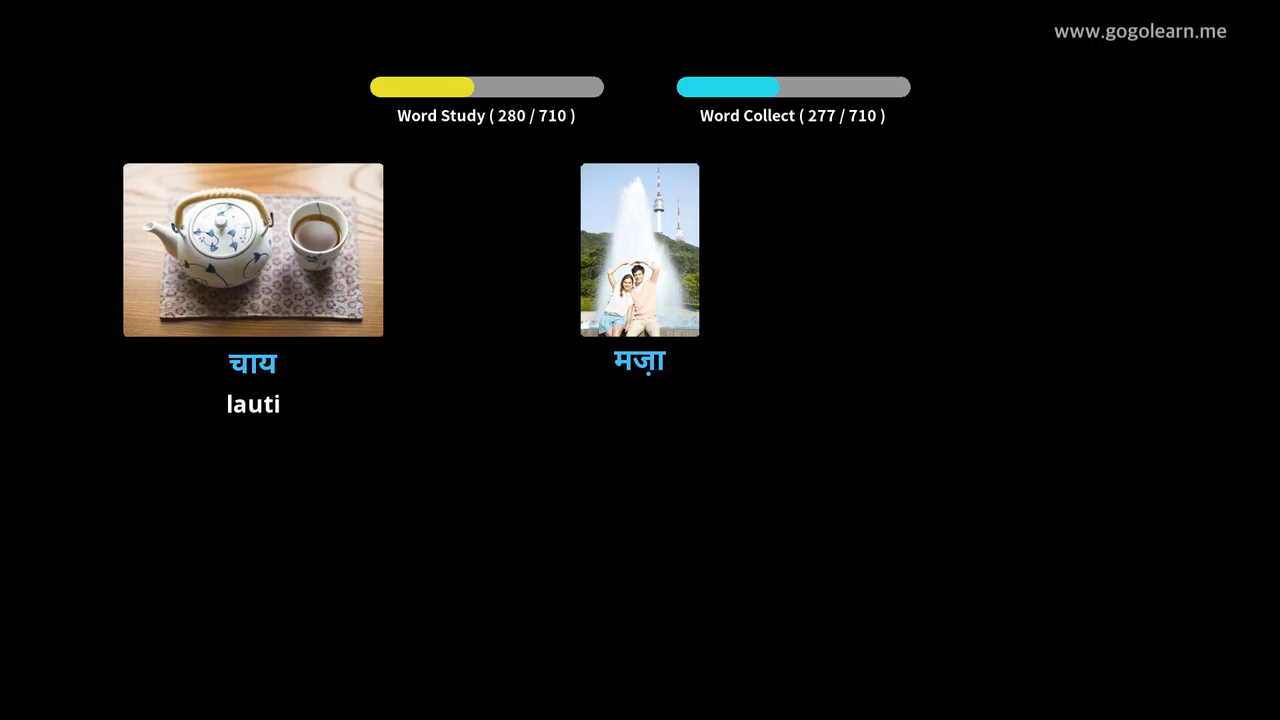 www.gogolearn.me
Word Study ( 280 / 710 )
Word Collect ( 277 / 710 )
चाय
मज़ा
lauti